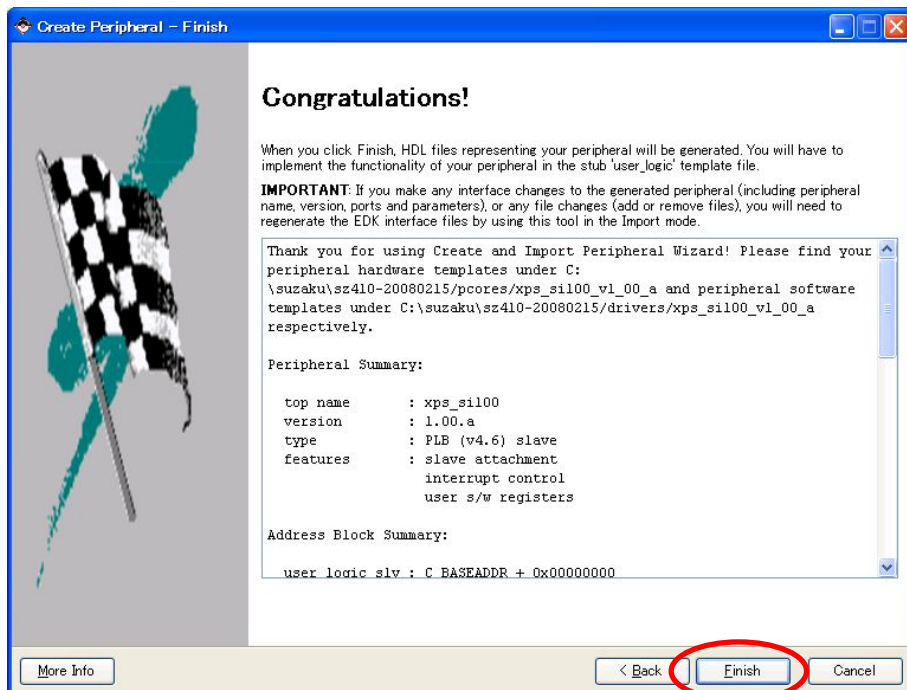 Create Peripheral - Finish
Congratulations!
When you click Finish, HDL files representing your peripheral will be generated. You will have to
implement the functionality of your peripheral in the stub 'user_logic' template file.
IMPORTANT: If you make any interface changes to the generated peripheral (including peripheral
name, version, ports and parameters), or any file changes (add or remove files), you will need to
regenerate the EDK interface files by using this tool in the Import mode.
Thank you for using Create and Import Peripheral Wizard! Please find your
peripheral hardware templates under C:
\suzaku\sz410-20080215/pcores/xps_sil00_v1_00_a and peripheral software
templates under C:\suzaku\sz410-20080215/drivers/xps_sil00_v1_00_a
respectively.
Peripheral Summary:
top name : xps_sil00
version : 1.00.a
type : PLB (v4.6) slave
features : slave attachment
interrupt control
user s/w registers
Address Block Summary:
user logic slv : C_BASEADDR + 0x00000000
More Info
< Back
Finish
Cancel